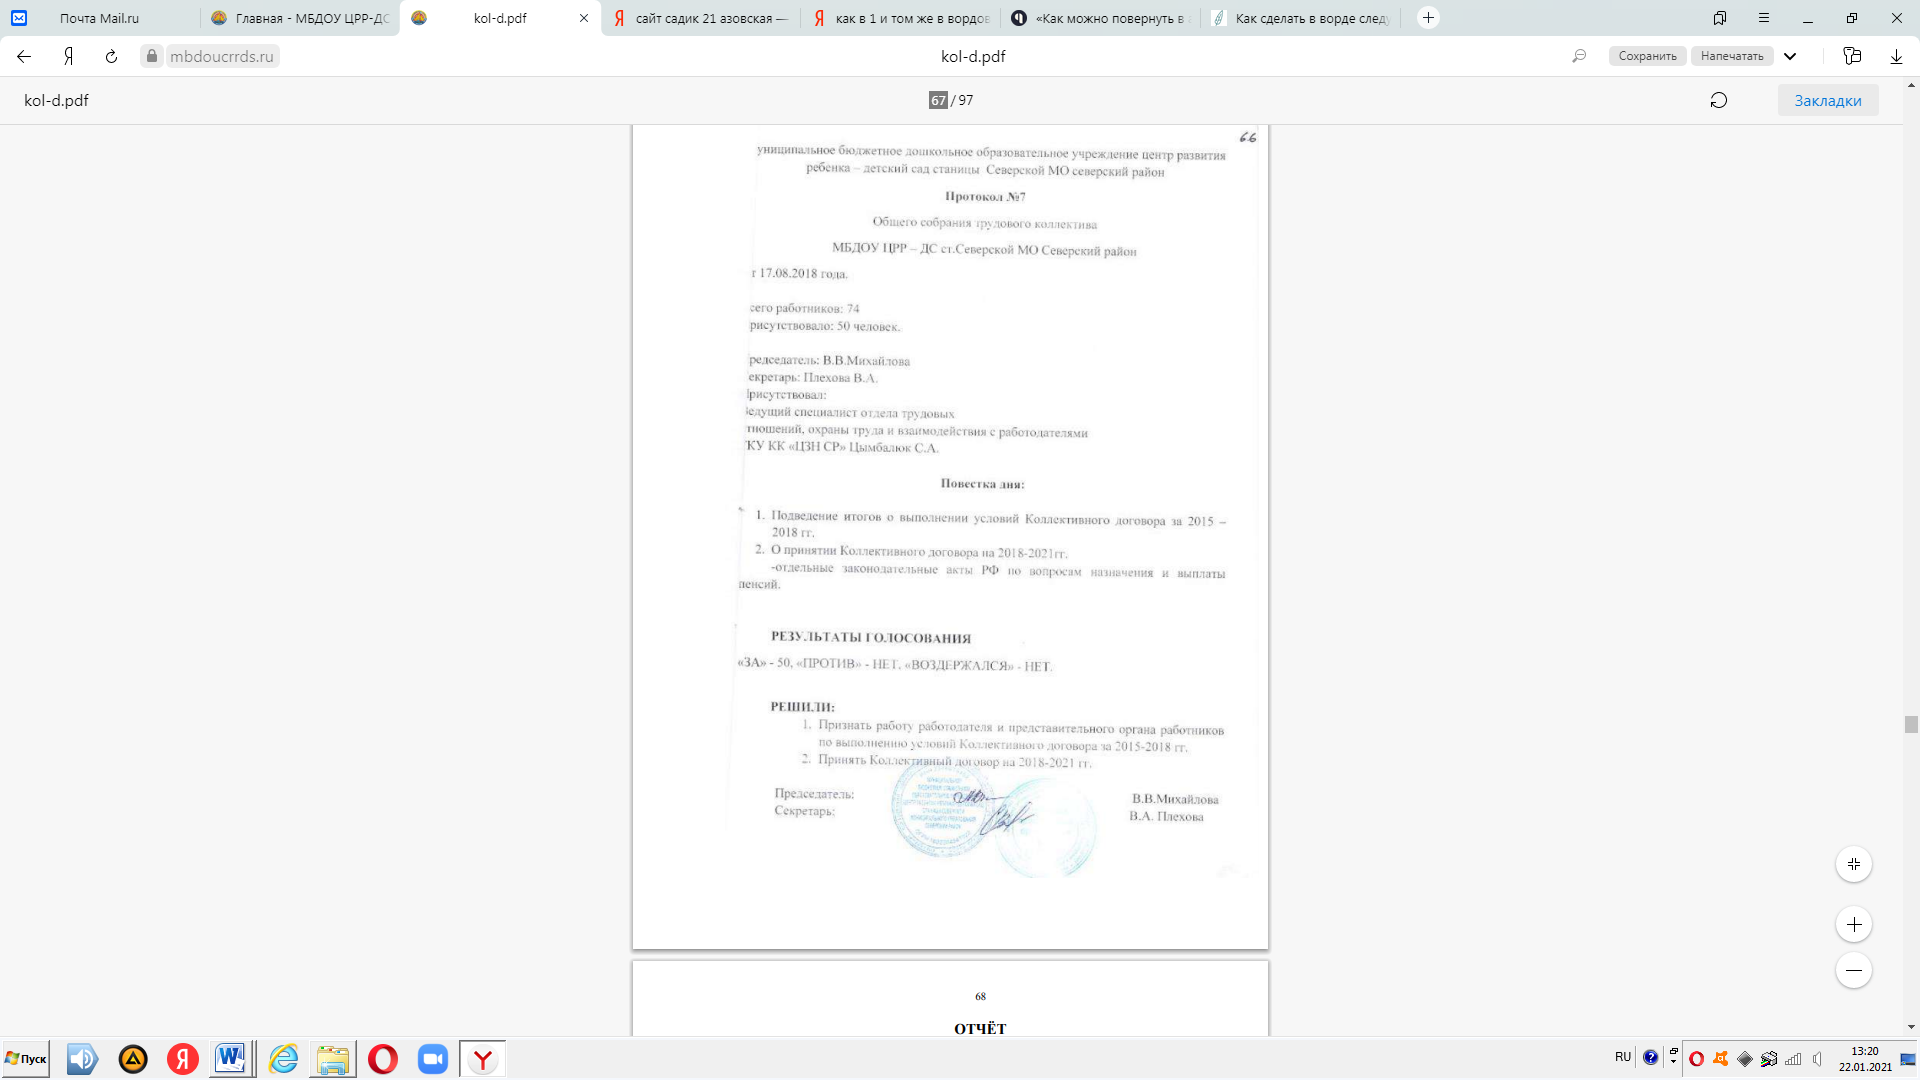 Почта Mail.ru
Главная - МБДОУ ЦРР-ДС
kol-d.pdf
сайт садик 21 азовская —
как в 1 и том же в вордов
«Как можно повернуть в
Как сделать в ворде следу
mbdoucrrds.ru
kol-d.pdf
Сохранить
Напечатать
kol-d.pdf
67 / 97
Закладки
66
униципальное бюджетное дошкольное образовательное учреждение центр развития
ребенка – детский сад станицы Северской МО северский район
Протокол №7
Общего собрания трудового коллектива
МБДОУ ЦРР – ДС ст.Северской МО Северский район
т 17.08.2018 года.
сего работников: 74
рисутствовало: 50 человек.
редседатель: В.В.Михайлова
екретарь: Плехова В.А.
рисутствовал:
едущий специалист отдела трудовых
тношений, охраны труда и взаимодействия с работодателями
КУ КК «ЦЗН СР» Цымбалюк С.А.
Повестка дня:
1. Подведение итогов о выполнении условий Коллективного договора за 2015 –
2018 гг.
2. О принятии Коллективного договора на 2018-2021гг.
-отдельные законодательные акты РФ по вопросам назначения и выплаты
пенсий.
РЕЗУЛЬТАТЫ ГОЛОСОВАНИЯ
«ЗА» - 50, «ПРОТИВ» - НЕТ, «ВОЗДЕРЖАЛСЯ» - НЕТ.
РЕШИЛИ:
1. Признать работу работодателя и представительного органа работников
по выполнению условий Коллективного договора за 2015-2018 гг.
2. Принять Коллективный договор на 2018-2021 гг.
Председатель:
В.В.Михайлова
Секретарь:
В.А. Плехова
68
ОТЧЁТ
Пуск
RU
13:20
22.01.2021